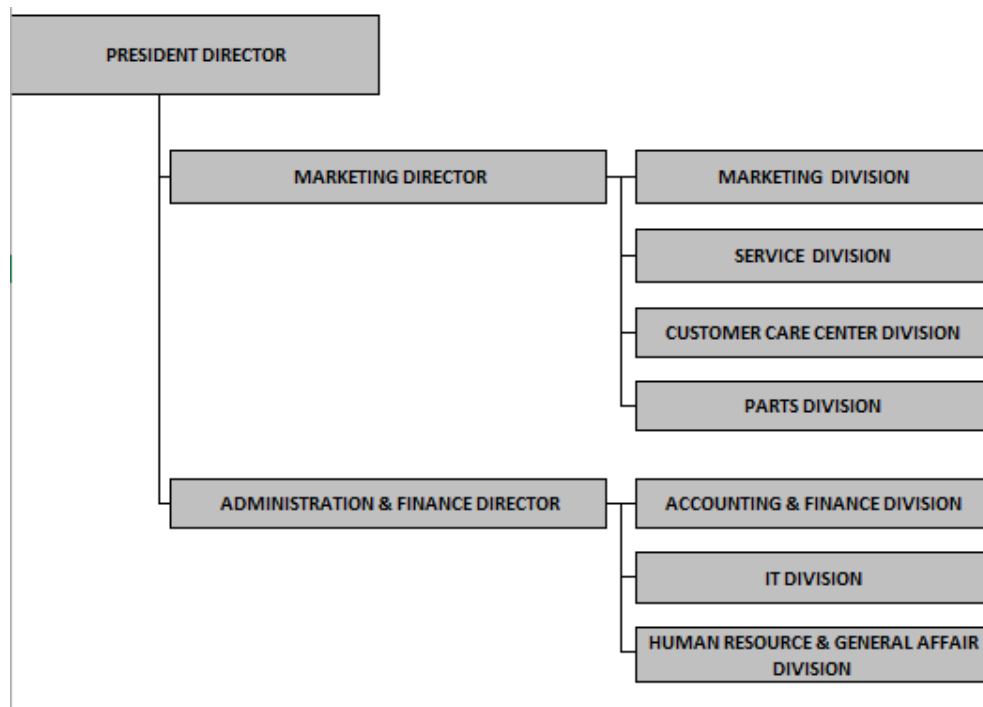 PRESIDENT DIRECTOR
MARKETING DIRECTOR
MARKETING DIVISION
SERVICE DIVISION
CUSTOMER CARE CENTER DIVISION
PARTS DIVISION
ADMINISTRATION & FINANCE DIRECTOR
ACCOUNTING & FINANCE DIVISION
IT DIVISION
HUMAN RESOURCE & GENERAL AFFAIR
DIVISION